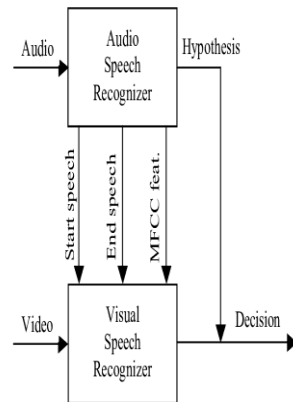 Audio
Audio
Speech
Recognizer
Hypothesis
Start speech
End speech
MFCC feat.
Video
Visual
Speech
Recognizer
Decision